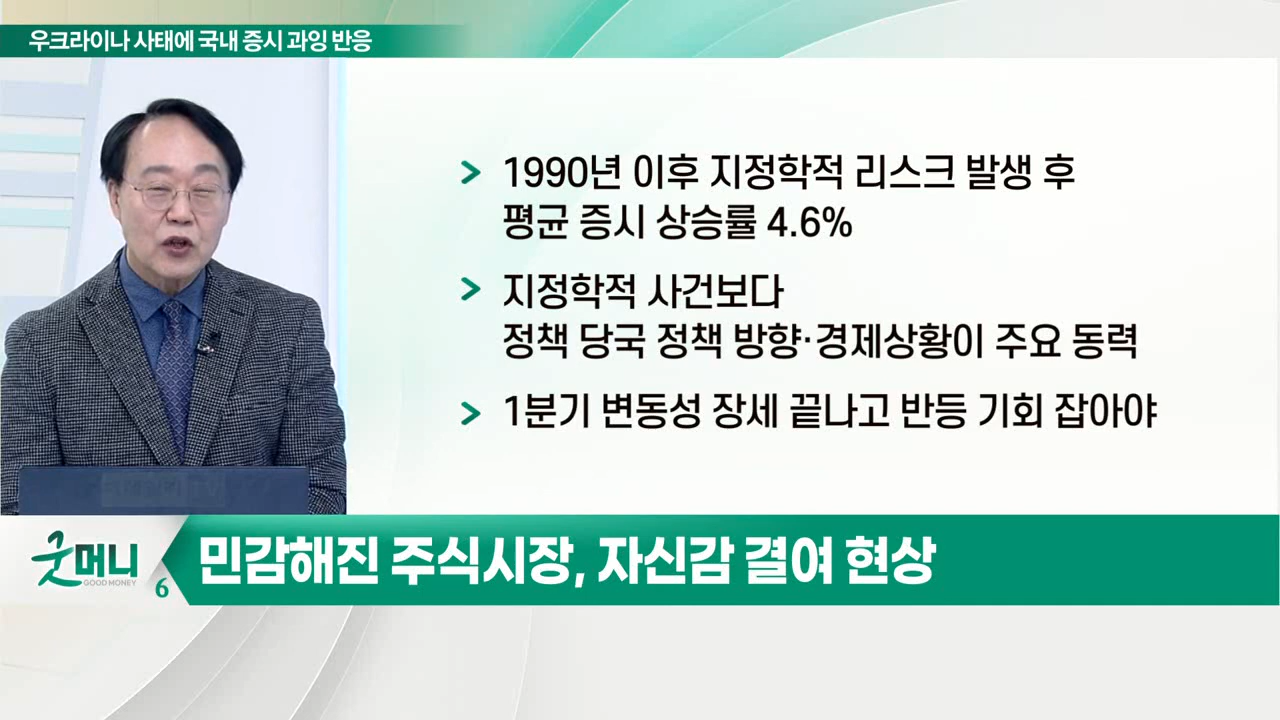 우크라이나 사태에 국내 증시 과잉 반응
> 1990년 이후 지정학적 리스크 발생 후
평균 증시 상승률 4.6%
> 지정학적 사건보다
정책 당국 정책 방향·경제상황이 주요 동력
> 1분기 변동성 장세 끝나고 반등 기회 잡아야
굿머니
GOOD MONEY
6
민감해진 주식시장, 자신감 결여 현상